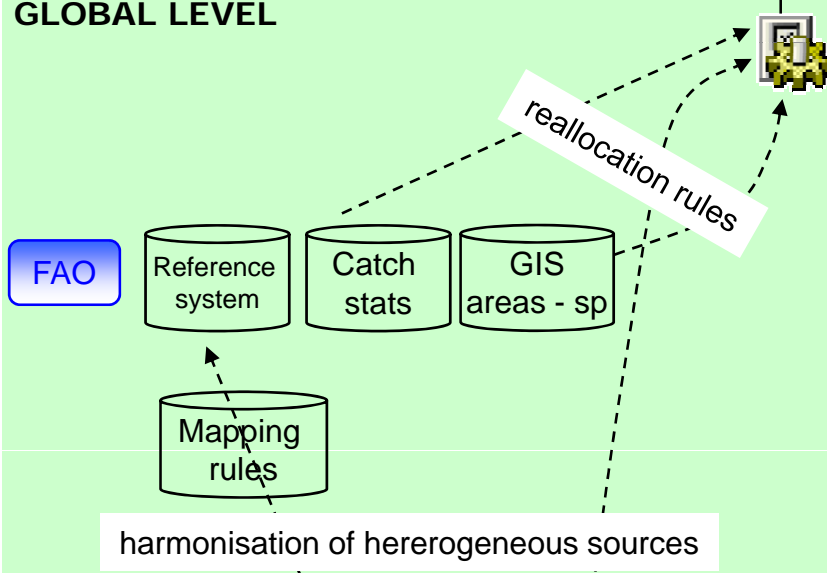 GLOBAL LEVEL
reallocation rules
FAO
Reference
system
Catch
stats
GIS
areas - sp
Mapping
rules
harmonisation of hererogeneous sources